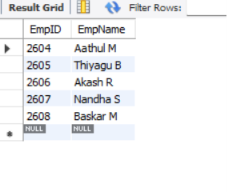 Result Grid Filter Rows:
EmpID EmpName
2604 Aathul M
2605 Thiyagu B
2606 Akash R
2607 Nandha S
2608 Baskar M
NULL NULL